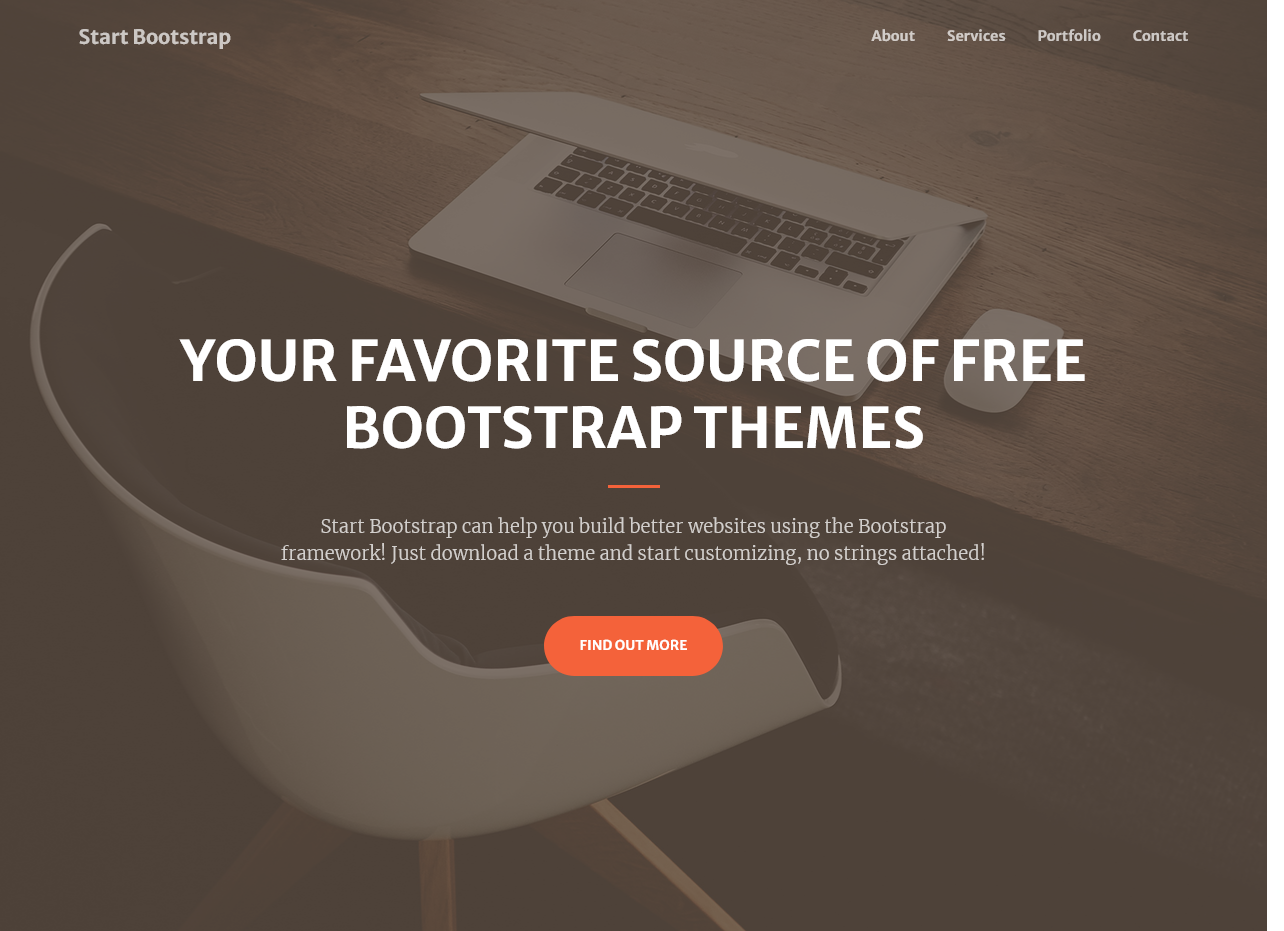 Start Bootstrap
About Services Portfolio Contact
YOUR FAVORITE SOURCE OF FREE
BOOTSTRAP THEMES
Start Bootstrap can help you build better websites using the Bootstrap
framework! Just download a theme and start customizing, no strings attached!
FIND OUT MORE